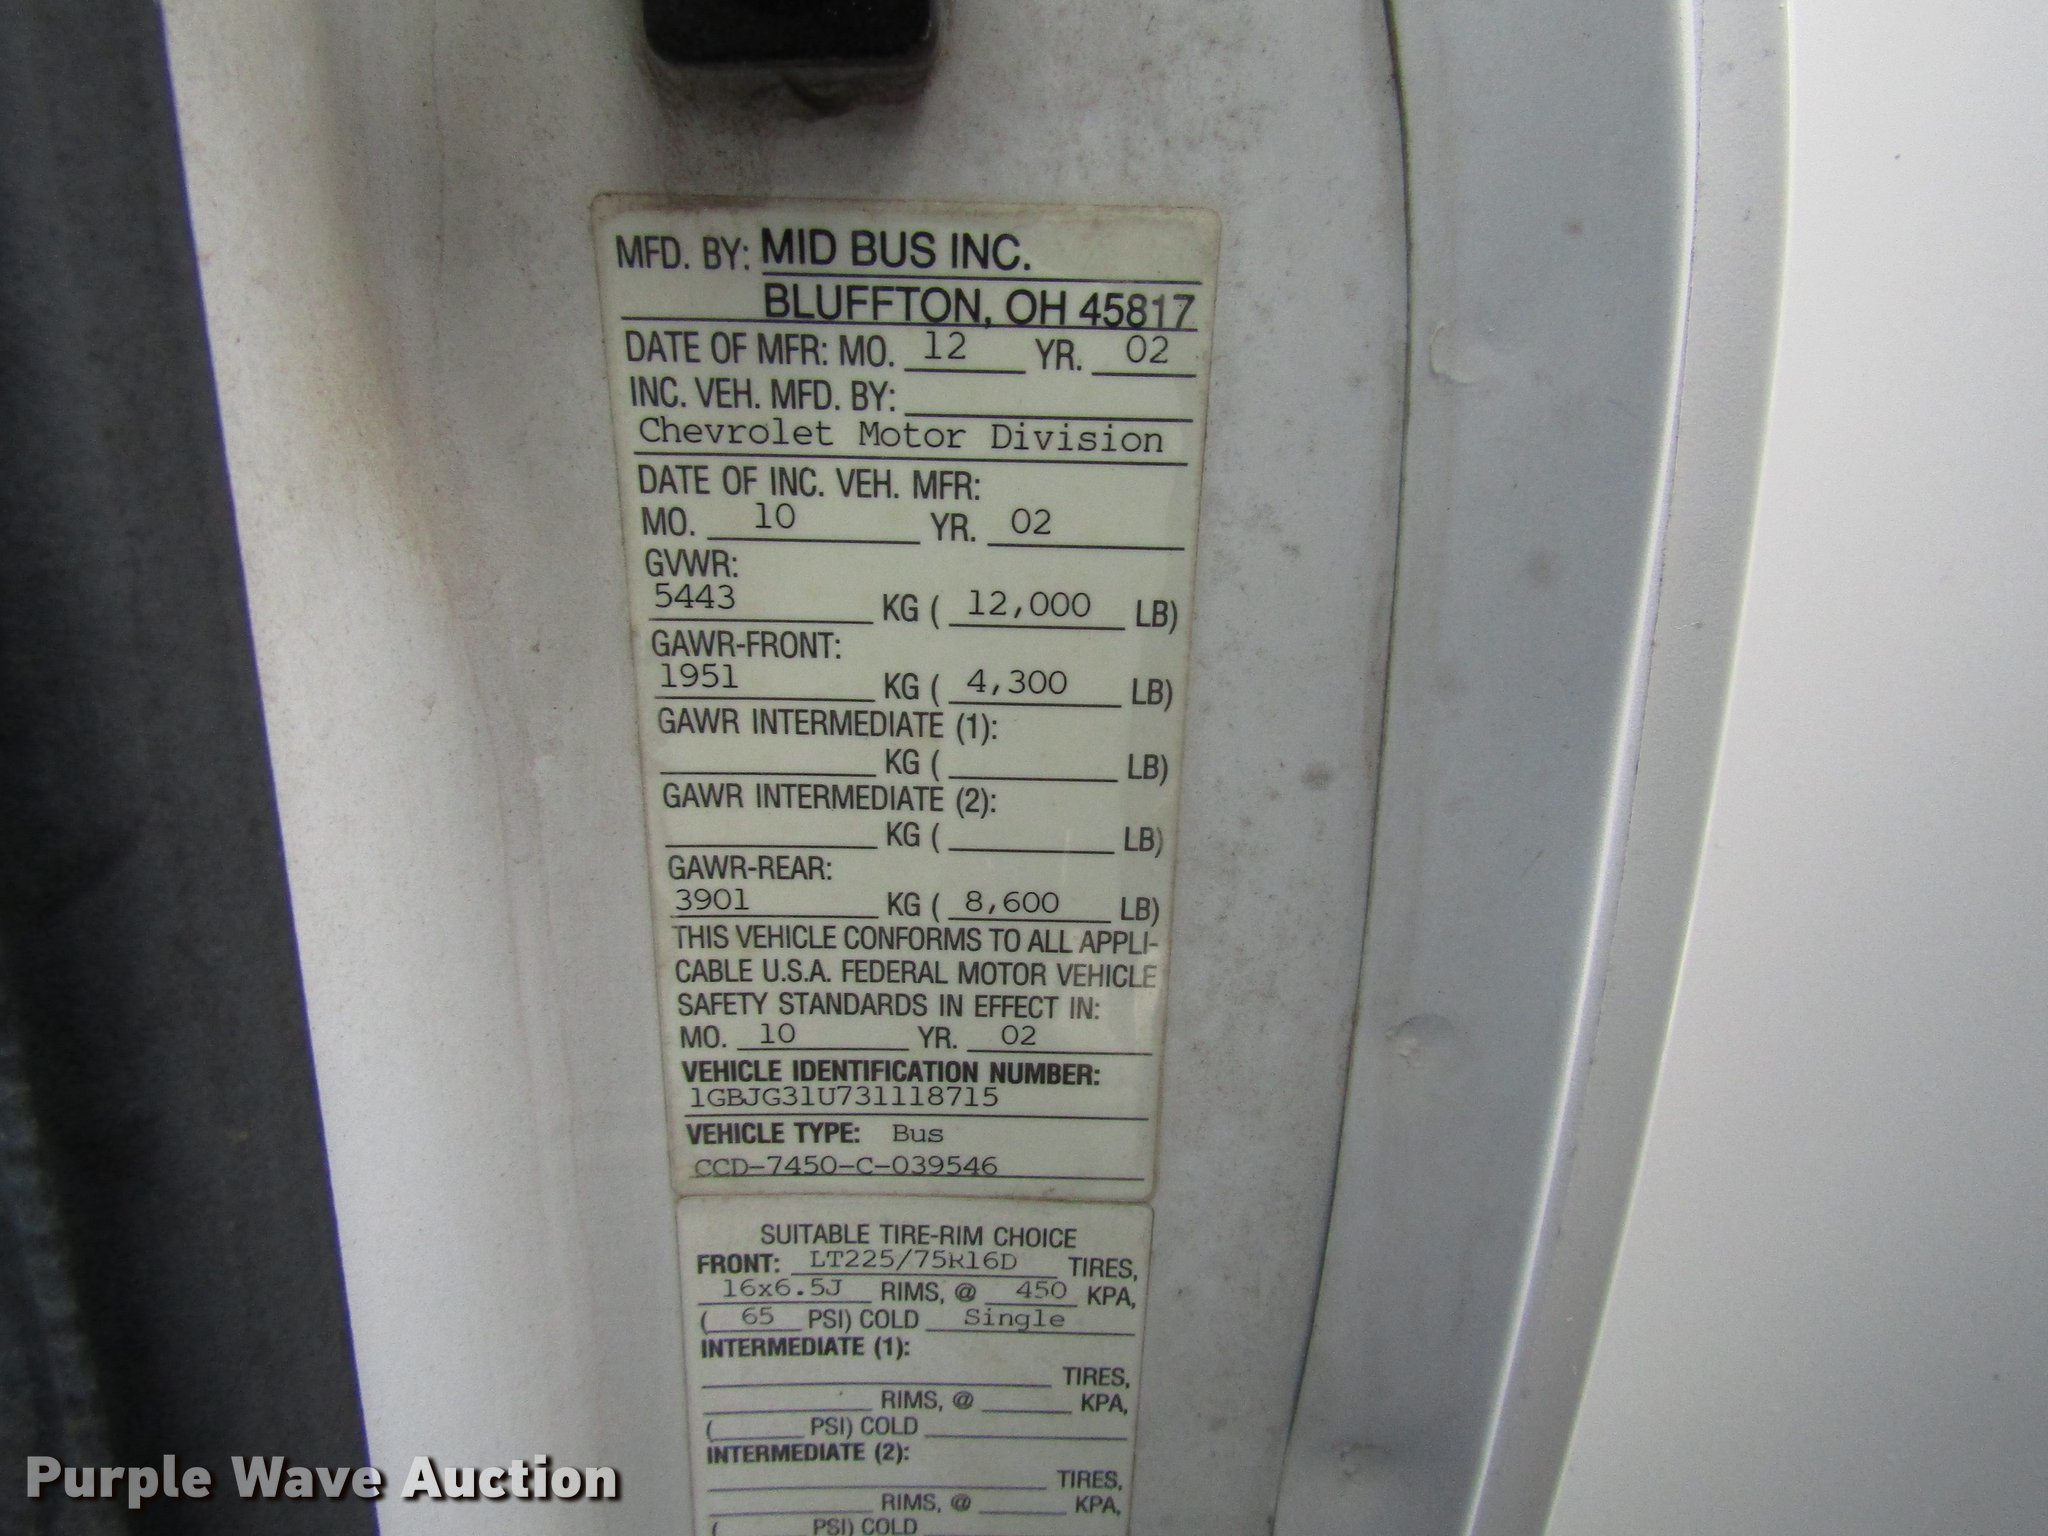 MFD. BY: MID BUS INC.
BLUFFTON, OH 45817
DATE OF MFR: MO. 12 YR. 02
INC. VEH. MFD. BY:
Chevrolet Motor Division
DATE OF INC. VEH. MFR:
MO. 10 YR. 02
GVWR:
5443 KG ( 12,000 LB)
GAWR-FRONT:
1951 KG ( 4,300 LB)
GAWR INTERMEDIATE (1):
KG ( LB)
GAWR INTERMEDIATE (2):
KG ( LB)
GAWR-REAR:
3901 KG ( 8,600 LB)
THIS VEHICLE CONFORMS TO ALL APPLI-
CABLE U.S.A. FEDERAL MOTOR VEHICLE
SAFETY STANDARDS IN EFFECT IN:
MO. 10 YR. 02
VEHICLE IDENTIFICATION NUMBER:
1GBJG31U731118715
VEHICLE TYPE: Bus
CCD-7450-C-039546
SUITABLE TIRE-RIM CHOICE
FRONT: LT225/75R16D TIRES,
16x6.5J RIMS, @ 450 KPA,
( 65 PSI) COLD Single
INTERMEDIATE (1):
TIRES,
RIMS, @ KPA,
( PSI) COLD
INTERMEDIATE (2):
TIRES,
RIMS, @ KPA,
( PSI) COLD
Purple Wave Auction